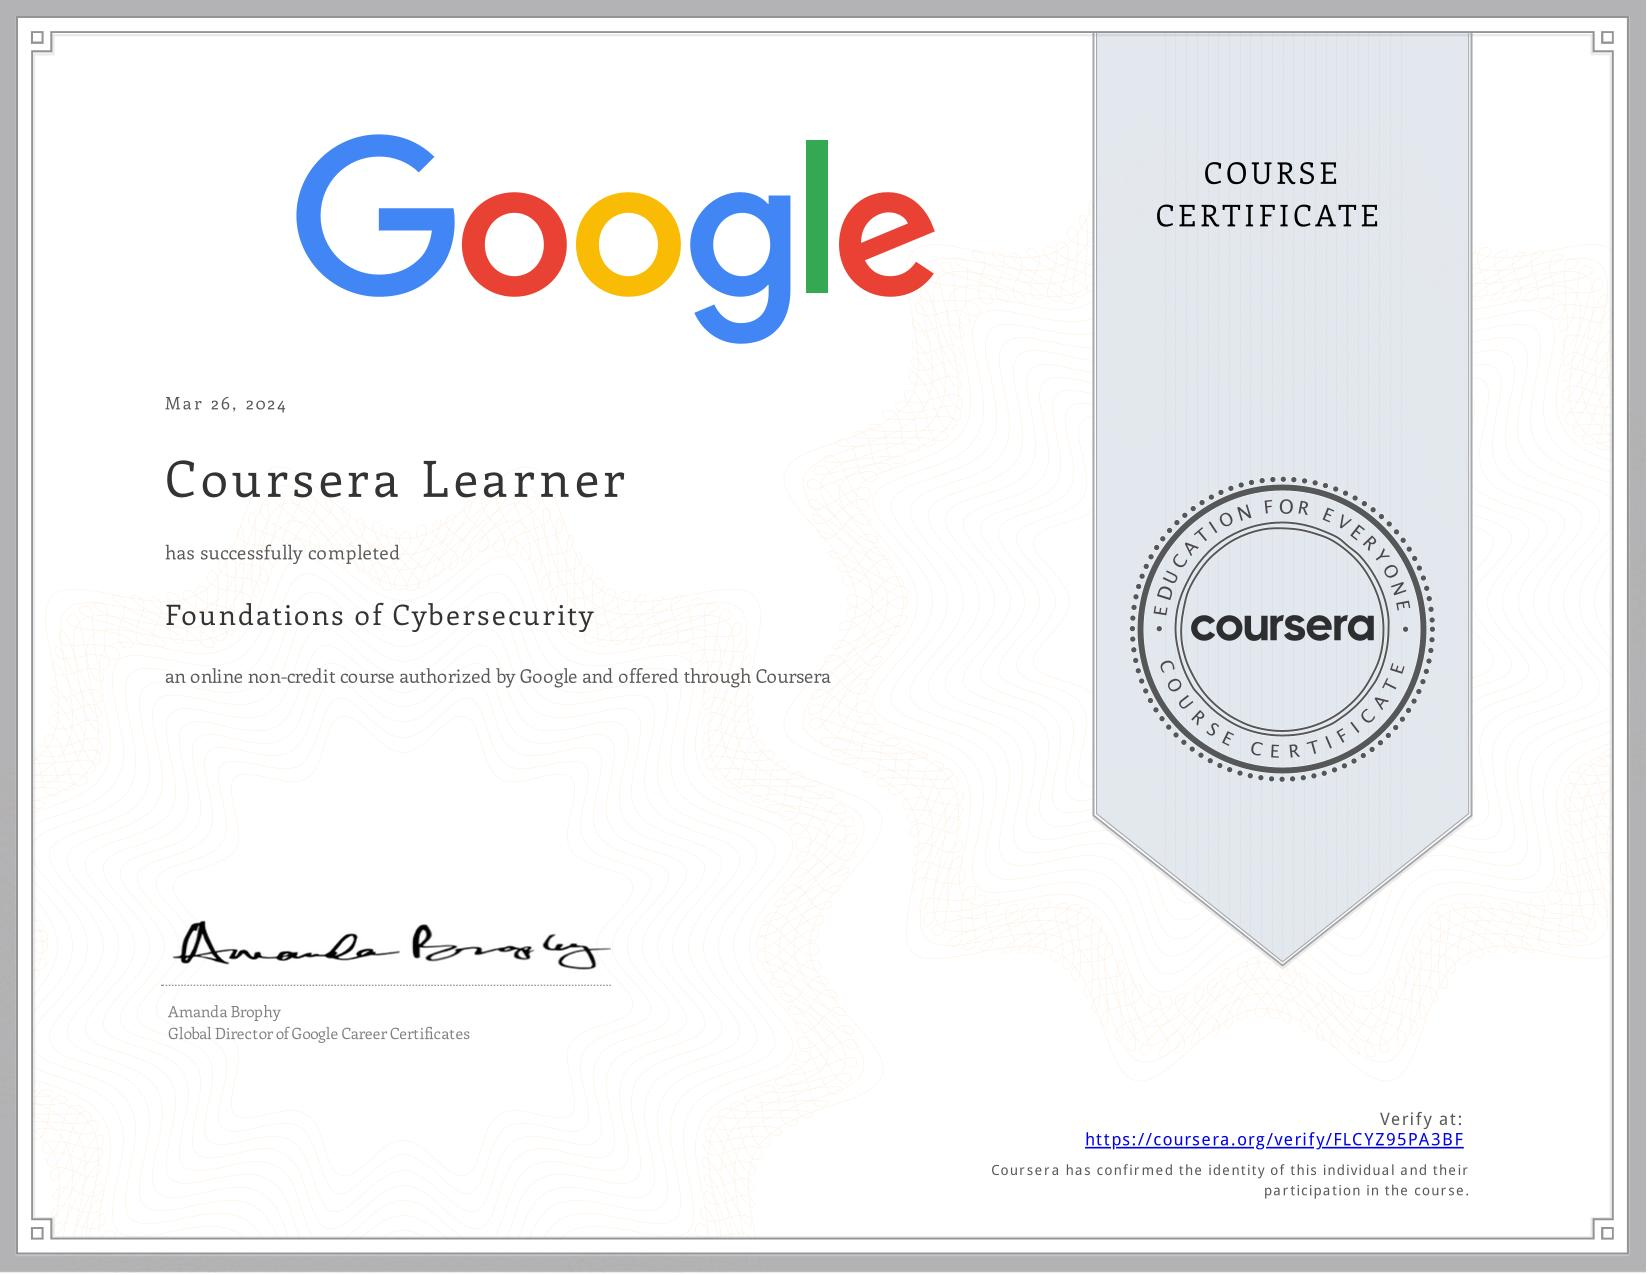 Google
COURSE
CERTIFICATE
Mar 26, 2024
Coursera Learner
has successfully completed
Foundations of Cybersecurity
an online non-credit course authorized by Google and offered through Coursera
EDUCATION FOR EVERYONE
coursera
COURSE CERTIFICATE
Amanda Brophy
Amanda Brophy
Global Director of Google Career Certificates
Verify at:
https://coursera.org/verify/FLCYZ95PA3BF
Coursera has confirmed the identity of this individual and their
participation in the course.